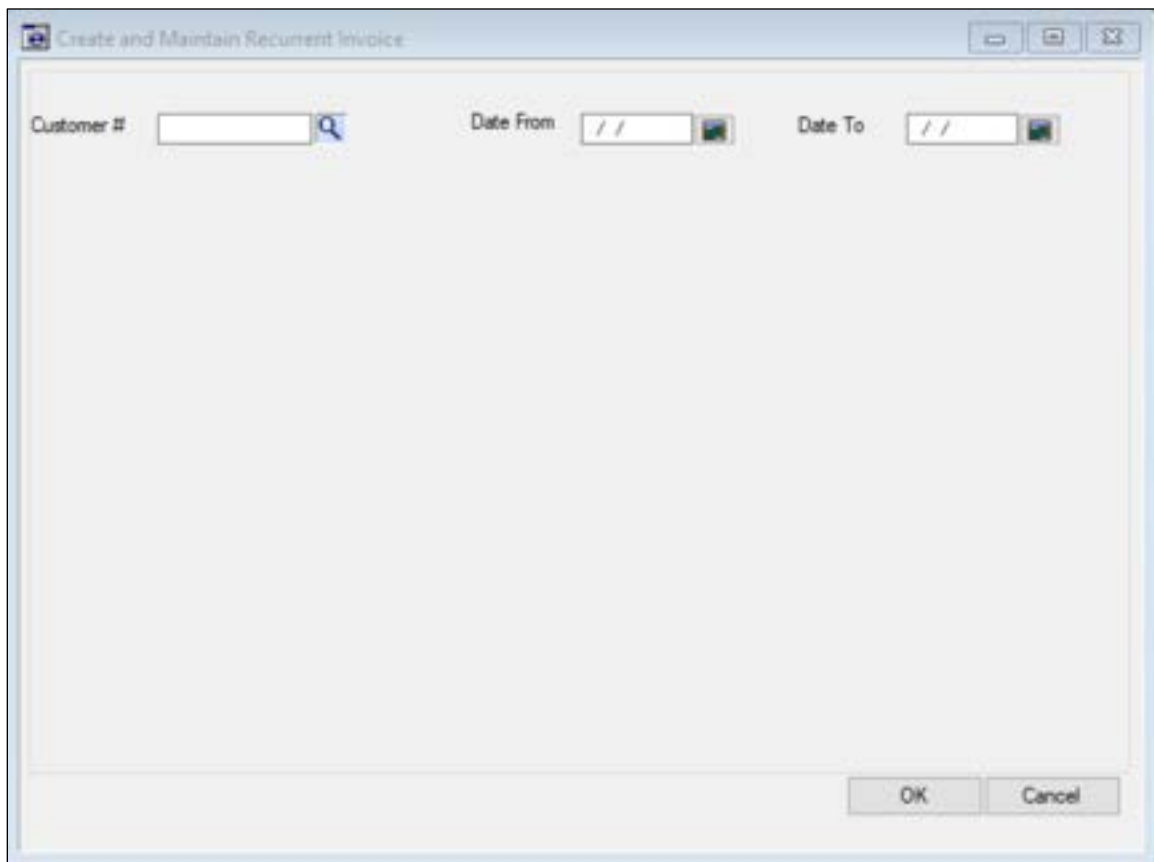 Create and Maintain Recurrent Invoice
Customer # Date From / / Date To / /
OK Cancel